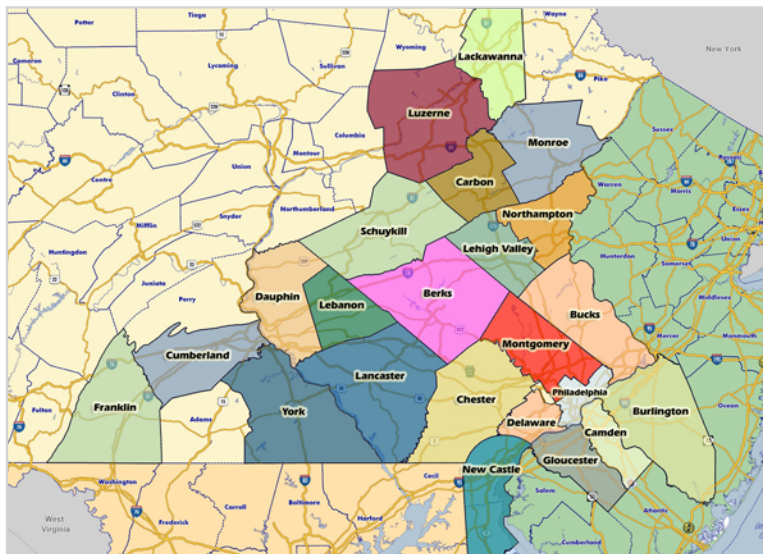 Potter
Tioga
Wayne
New York
Wyoming
Lackawanna
Cameron
Lycoming
Sullivan
Pike
Clinton
Luzerne
Sussex
Columbia
Monroe
Passaic
Union
Montour
Carbon
Warren
Morris
Essex
Centre
Northumberland
Northampton
Mifflin
Snyder
Schuykill
Union
Huntingdon
Lehigh Valley
Hunterdon
Somerset
Juniata
Dauphin
Berks
Middlesex
Perry
Lebanon
Bucks
Mercer
Monmouth
Cumberland
Montgomery
Lancaster
Philadelphia
Fulton
Franklin
Adams
York
Chester
Burlington
Ocean
Delaware
Camden
Gloucester
Washington
Cecil
New Castle
Baltimore
Salem
West
Virginia
Frederick
Carroll
Harford
Atlantic
Cumberland